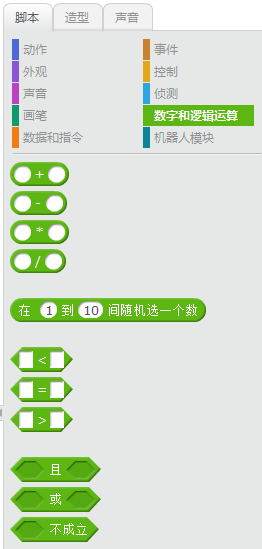 脚本 造型 声音
动作 事件
外观 控制
声音 侦测
画笔 数字和逻辑运算
数据和指令 机器人模块
+
-
*
/
在 1 到 10 间随机选一个数
<
=
>
且
或
不成立